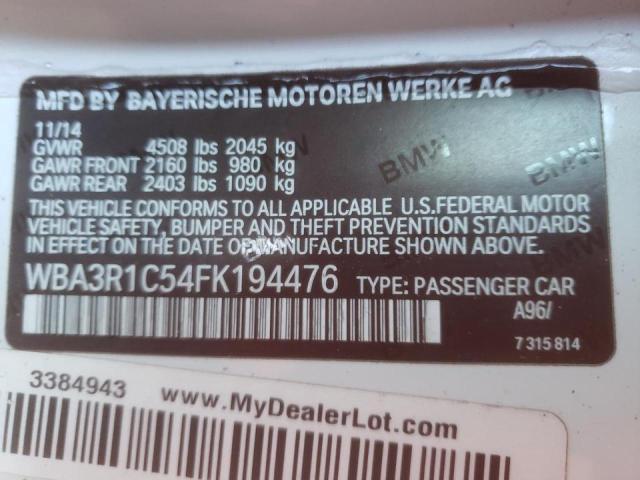 MFD BY BAYERISCHE MOTOREN WERKE AG
11/14
GVWR 4508 lbs 2045 kg
GAWR FRONT 2160 lbs 980 kg
GAWR REAR 2403 lbs 1090 kg
BMW BMW
THIS VEHICLE CONFORMS TO ALL APPLICABLE U.S.FEDERAL MOTOR
VEHICLE SAFETY, BUMPER AND THEFT PREVENTION STANDARDS
IN EFFECT ON THE DATE OF MANUFACTURE SHOWN ABOVE.
WBA3R1C54FK194476 TYPE: PASSENGER CAR
A96/
7 315 814
3384943 www.MyDealerLot.com